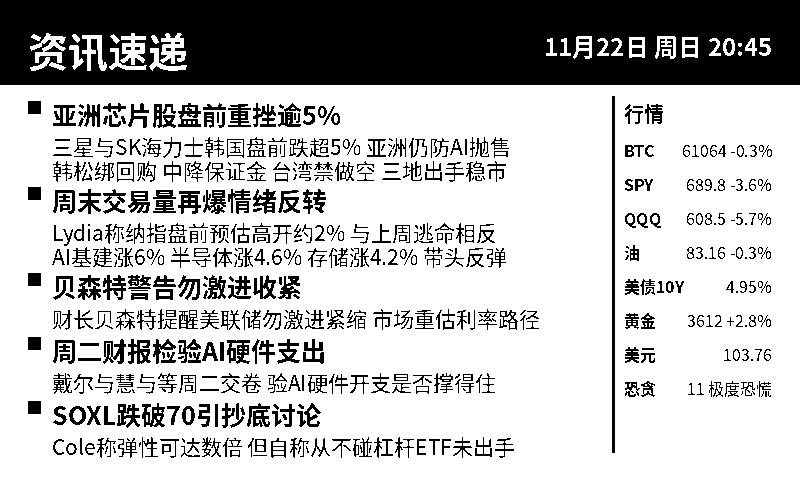 资讯速递
11月22日 周日 20:45
亚洲芯片股盘前重挫逾5%
三星与SK海力士韩国盘前跌超5% 亚洲仍防AI抛售
韩松绑回购 中降保证金 台湾禁做空 三地出手稳市
周末交易量再爆情绪反转
Lydia称纳指盘前预估高开约2% 与上周逃命相反
AI基建涨6% 半导体涨4.6% 存储涨4.2% 带头反弹
贝森特警告勿激进收紧
财长贝森特提醒美联储勿激进紧缩 市场重估利率路径
周二财报检验AI硬件支出
戴尔与慧与等周二交卷 验AI硬件开支是否撑得住
SOXL跌破70引抄底讨论
Cole称弹性可达数倍 但自称从不碰杠杆ETF未出手
行情
BTC 61064 -0.3%
SPY 689.8 -3.6%
QQQ 608.5 -5.7%
油 83.16 -0.3%
美债10Y 4.95%
黄金 3612 +2.8%
美元 103.76
恐贪 11 极度恐慌